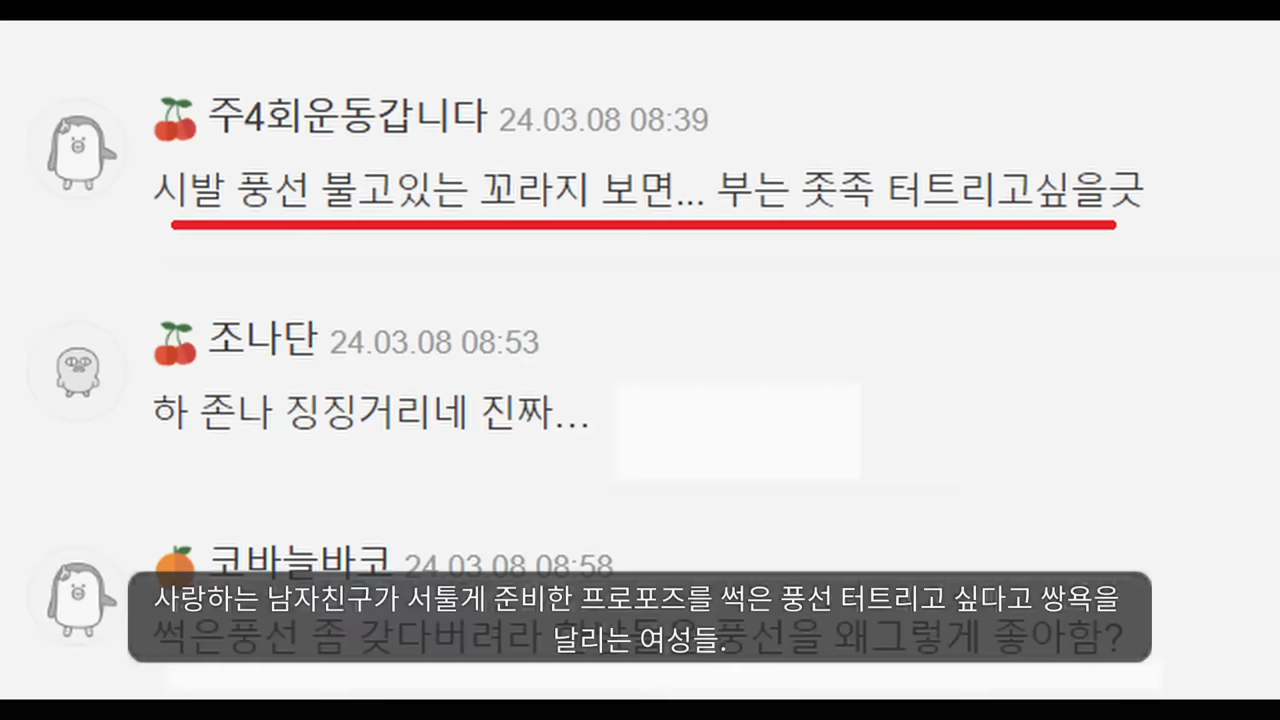 주4회운동갑니다 24.03.08 08:39
시발 풍선 불고있는 꼬라지 보면... 부는 좃족 터트리고싶을긋
조나단 24.03.08 08:53
하 존나 징징거리네 진짜...
코바늘바코 24.03.08 08:58
사랑하는 남자친구가 서툴게 준비한 프로포즈를 썩은 풍선 터트리고 싶다고 쌍욕을
달리는 여성들.
썩은풍선 좀 갖다버려라 풍선을 왜그렇게 좋아함?